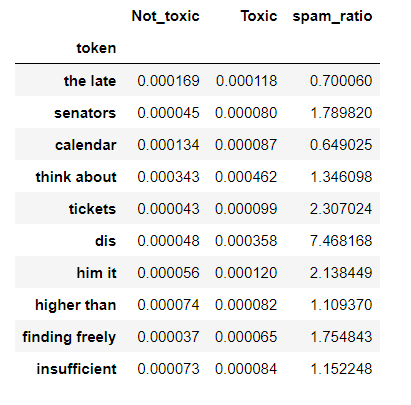 Not_toxic Toxic spam_ratio
token
the late 0.000169 0.000118 0.700060
senators 0.000045 0.000080 1.789820
calendar 0.000134 0.000087 0.649025
think about 0.000343 0.000462 1.346098
tickets 0.000043 0.000099 2.307024
dis 0.000048 0.000358 7.468168
him it 0.000056 0.000120 2.138449
higher than 0.000074 0.000082 1.109370
finding freely 0.000037 0.000065 1.754843
insufficient 0.000073 0.000084 1.152248